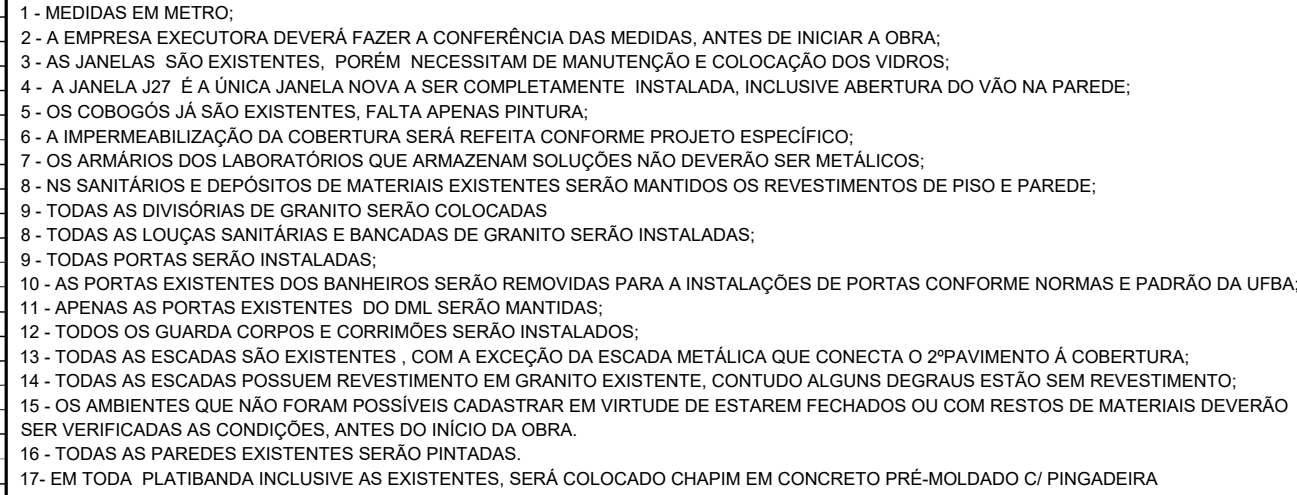 1 - MEDIDAS EM METRO;
2 - A EMPRESA EXECUTORA DEVERÁ FAZER A CONFERÊNCIA DAS MEDIDAS, ANTES DE INICIAR A OBRA;
3 - AS JANELAS SÃO EXISTENTES, PORÉM NECESSITAM DE MANUTENÇÃO E COLOCAÇÃO DOS VIDROS;
4 - A JANELA J27 É A ÚNICA JANELA NOVA A SER COMPLETAMENTE INSTALADA, INCLUSIVE ABERTURA DO VÃO NA PAREDE;
5 - OS COBOGÓS JÁ SÃO EXISTENTES, FALTA APENAS PINTURA;
6 - A IMPERMEABILIZAÇÃO DA COBERTURA SERÁ REFEITA CONFORME PROJETO ESPECÍFICO;
7 - OS ARMÁRIOS DOS LABORATÓRIOS QUE ARMAZENAM SOLUÇÕES NÃO DEVERÃO SER METÁLICOS;
8 - NS SANITÁRIOS E DEPÓSITOS DE MATERIAIS EXISTENTES SERÃO MANTIDOS OS REVESTIMENTOS DE PISO E PAREDE;
9 - TODAS AS DIVISÓRIAS DE GRANITO SERÃO COLOCADAS
8 - TODAS AS LOUÇAS SANITÁRIAS E BANCADAS DE GRANITO SERÃO INSTALADAS;
9 - TODAS PORTAS SERÃO INSTALADAS;
10 - AS PORTAS EXISTENTES DOS BANHEIROS SERÃO REMOVIDAS PARA A INSTALAÇÕES DE PORTAS CONFORME NORMAS E PADRÃO DA UFBA;
11 - APENAS AS PORTAS EXISTENTES DO DML SERÃO MANTIDAS;
12 - TODOS OS GUARDA CORPOS E CORRIMÕES SERÃO INSTALADOS;
13 - TODAS AS ESCADAS SÃO EXISTENTES , COM A EXCEÇÃO DA ESCADA METÁLICA QUE CONECTA O 2ºPAVIMENTO Á COBERTURA;
14 - TODAS AS ESCADAS POSSUEM REVESTIMENTO EM GRANITO EXISTENTE, CONTUDO ALGUNS DEGRAUS ESTÃO SEM REVESTIMENTO;
15 - OS AMBIENTES QUE NÃO FORAM POSSÍVEIS CADASTRAR EM VIRTUDE DE ESTAREM FECHADOS OU COM RESTOS DE MATERIAIS DEVERÃO
SER VERIFICADAS AS CONDIÇÕES, ANTES DO INÍCIO DA OBRA.
16 - TODAS AS PAREDES EXISTENTES SERÃO PINTADAS.
17- EM TODA PLATIBANDA INCLUSIVE AS EXISTENTES, SERÁ COLOCADO CHAPIM EM CONCRETO PRÉ-MOLDADO C/ PINGADEIRA